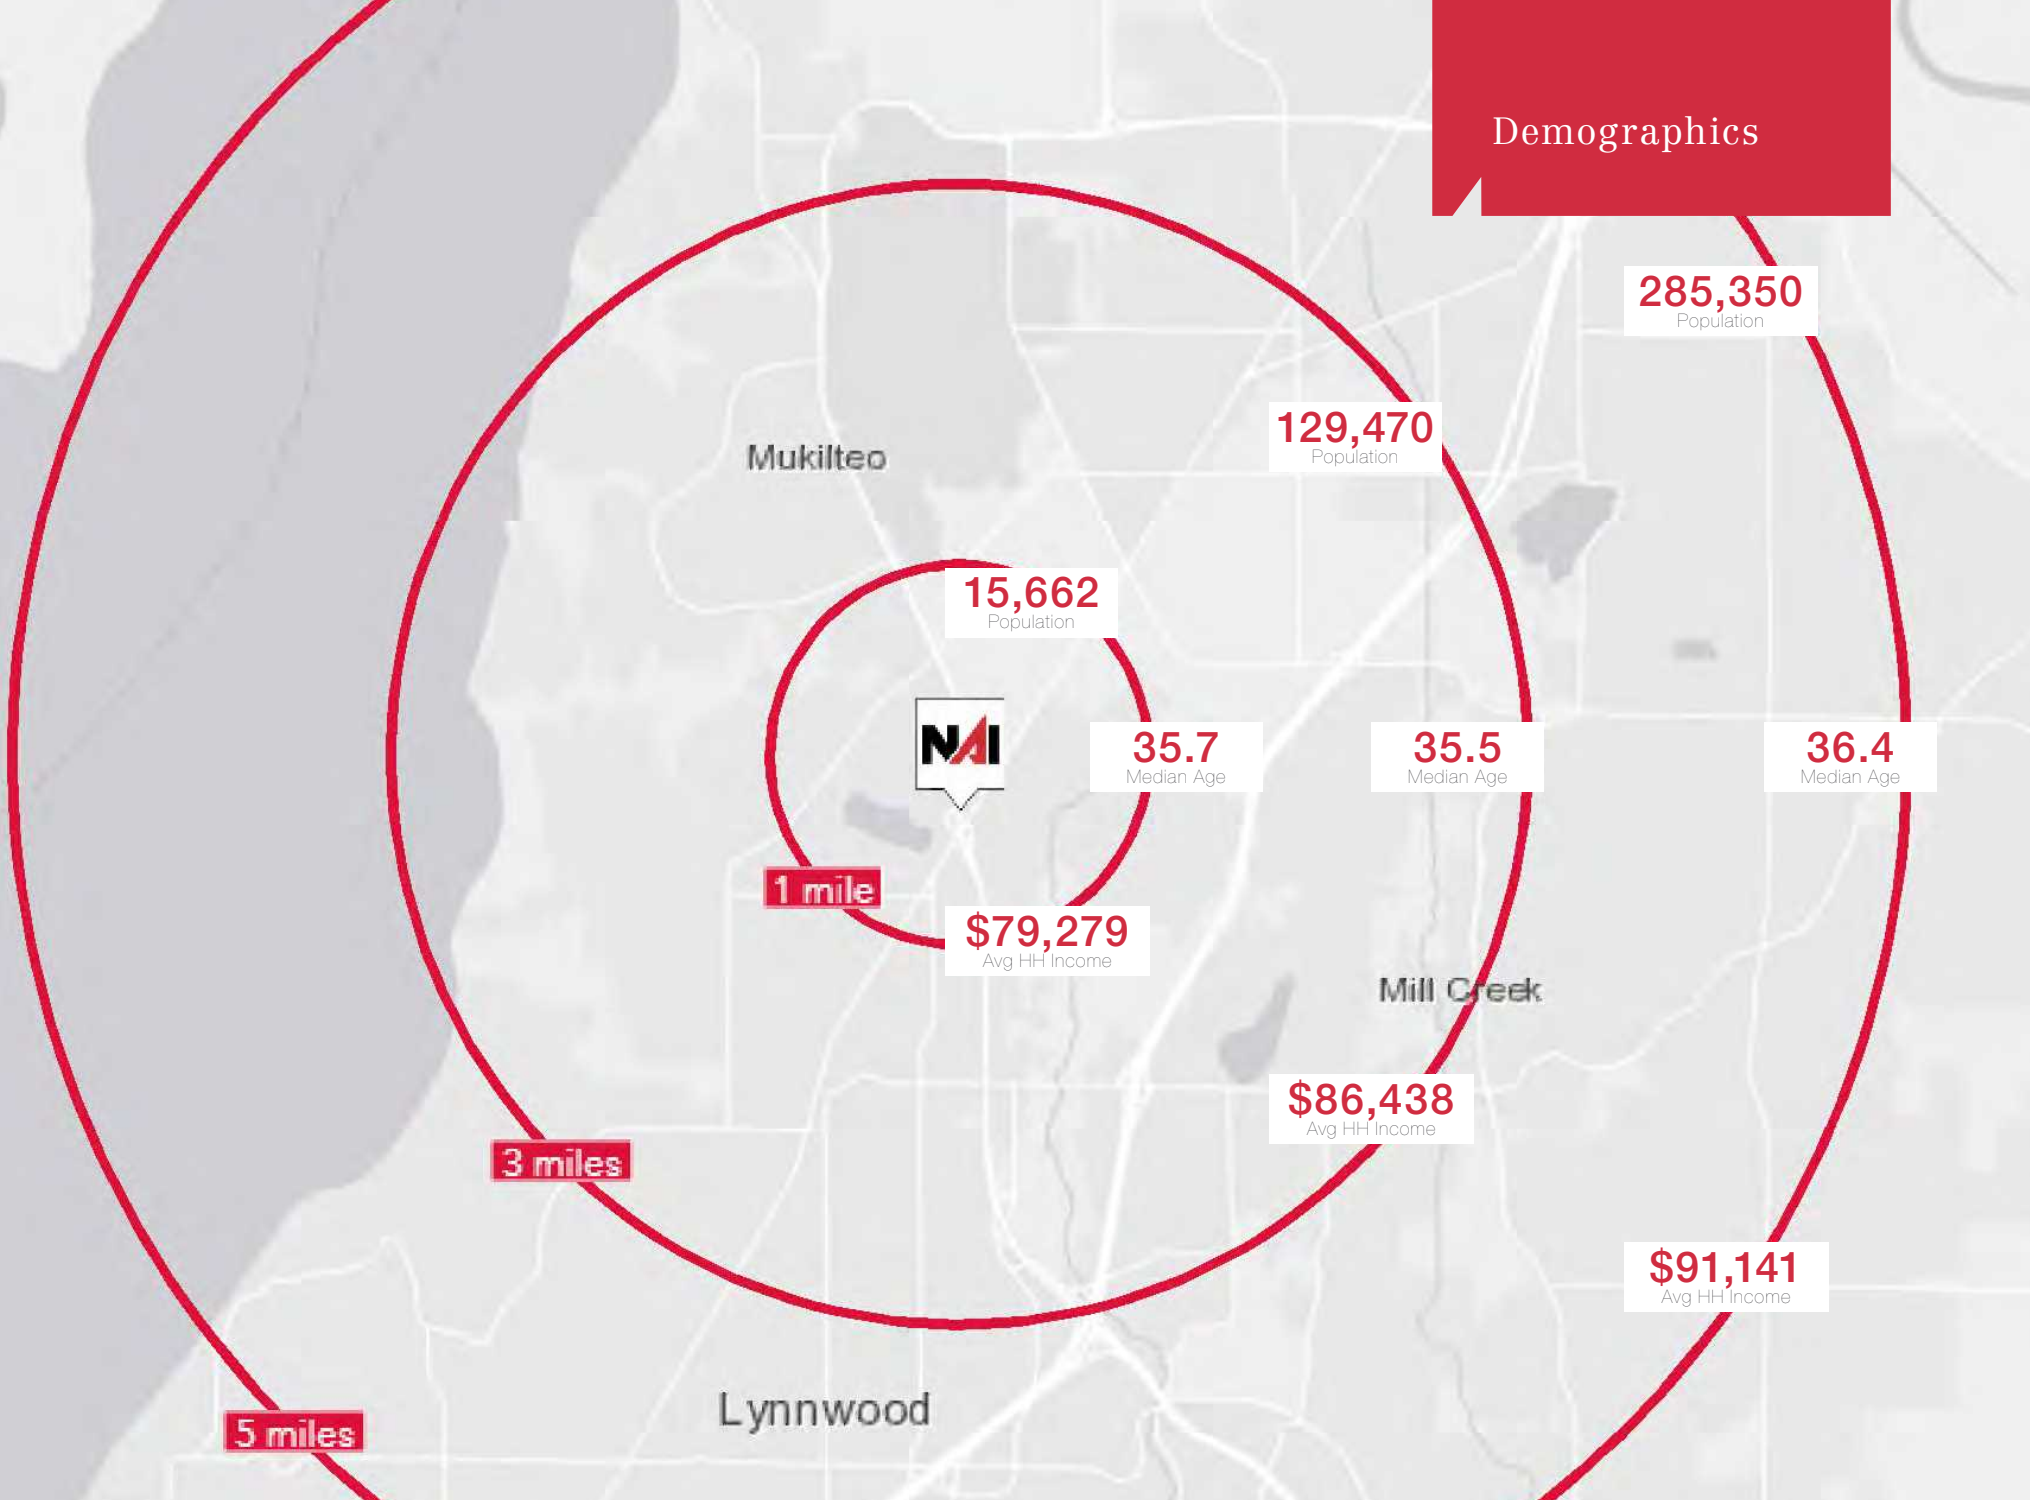 Demographics
285,350
Population
129,470
Population
Mukilteo
15,662
Population
NAI
35.7
Median Age
35.5
Median Age
36.4
Median Age
1 mile
$79,279
Avg HH Income
Mill Creek
$86,438
Avg HH Income
3 miles
$91,141
Avg HH Income
Lynnwood
5 miles